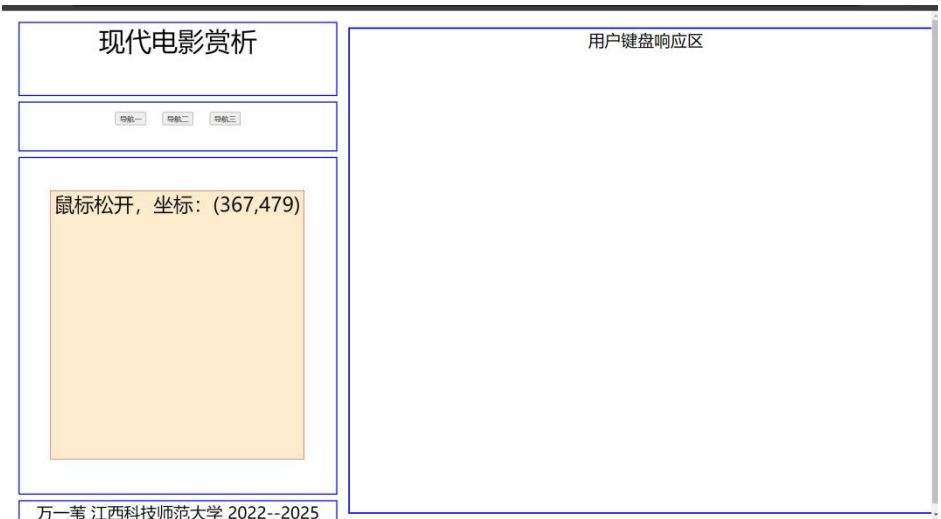 现代电影赏析
导航一 导航二 导航三
鼠标松开，坐标：(367,479)
万一苇 江西科技师范大学 2022--2025
用户键盘响应区